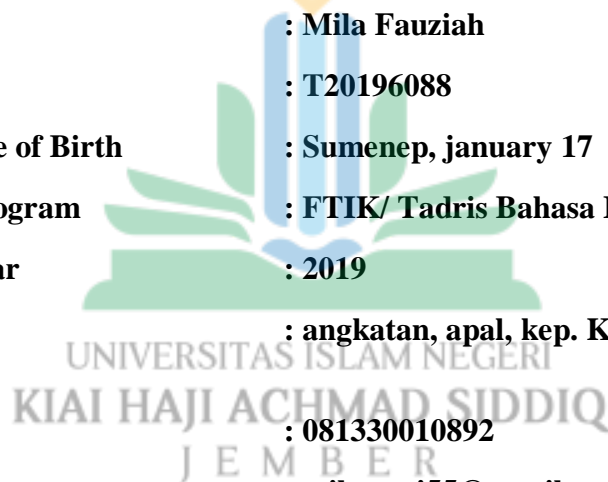 : Mila Fauziah
: T20196088
e of Birth : Sumenep, january 17
ogram : FTIK/ Tadris Bahasa
ar : 2019
: angkatan, apal, kep. K
UNIVERSITAS ISLAM NEGERI
KIAI HAJI ACHMAD SIDDIQ
: 081330010892
J E M B E R